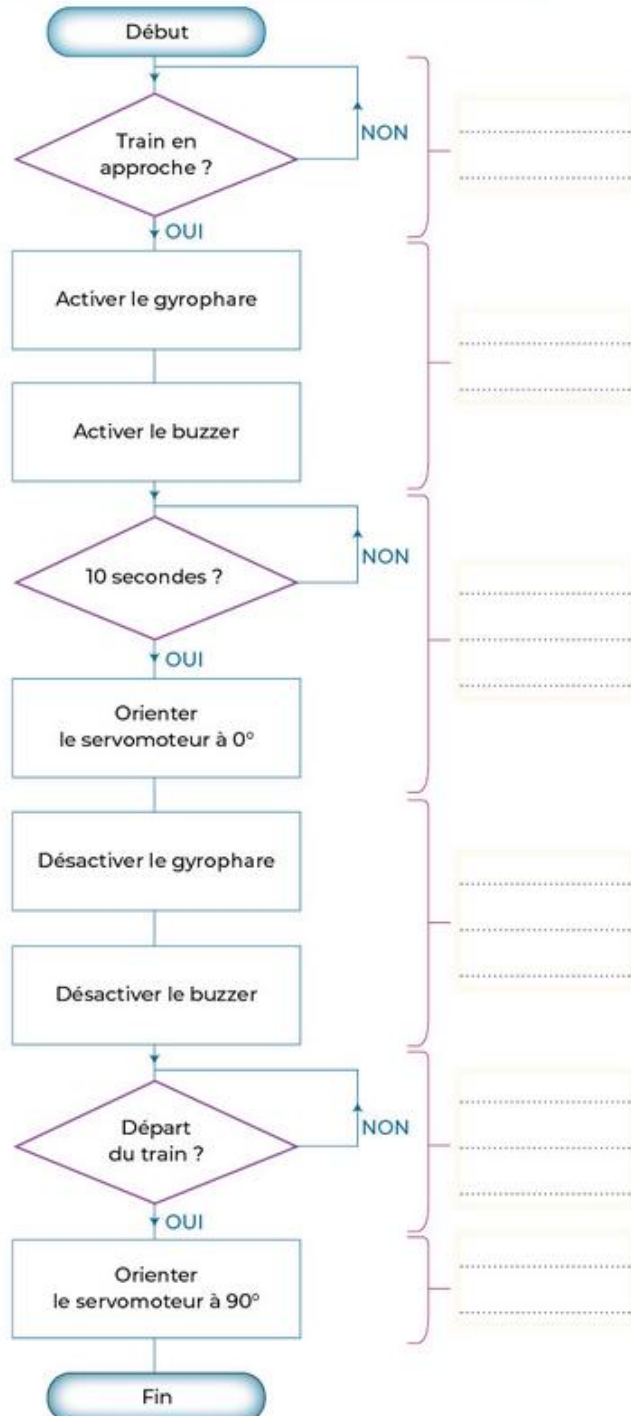 Début
Train en
approche ?
NON
OUI
Activer le gyrophare
Activer le buzzer
10 secondes ?
NON
OUI
Orienter
le servomoteur à 0°
Désactiver le gyrophare
Désactiver le buzzer
Départ
du train ?
NON
OUI
Orienter
le servomoteur à 90°
Fin